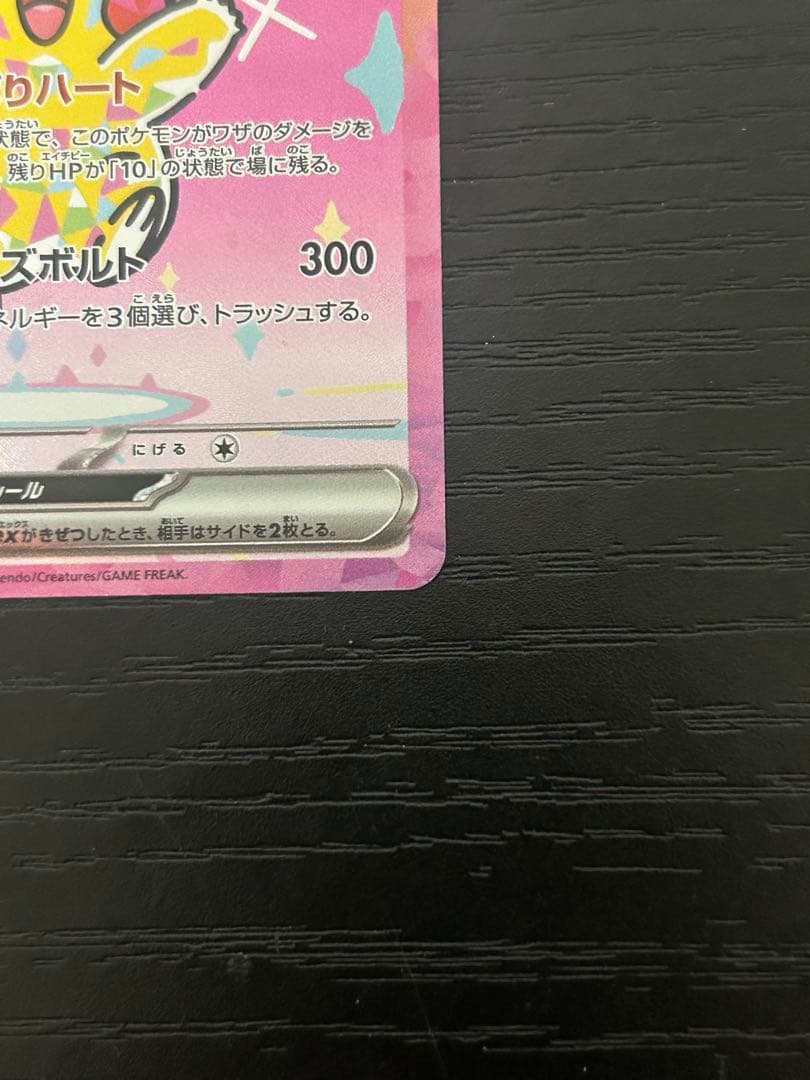 りハート
状態で、このポケモンがワザのダメージを
残りHPが「10」の状態で場に残る。
ズボルト 300
ネルギーを3個選び、トラッシュする。
にげる
ール
exがきぜつしたとき、相手はサイドを2枚とる。
endo/Creatures/GAME FREAK.